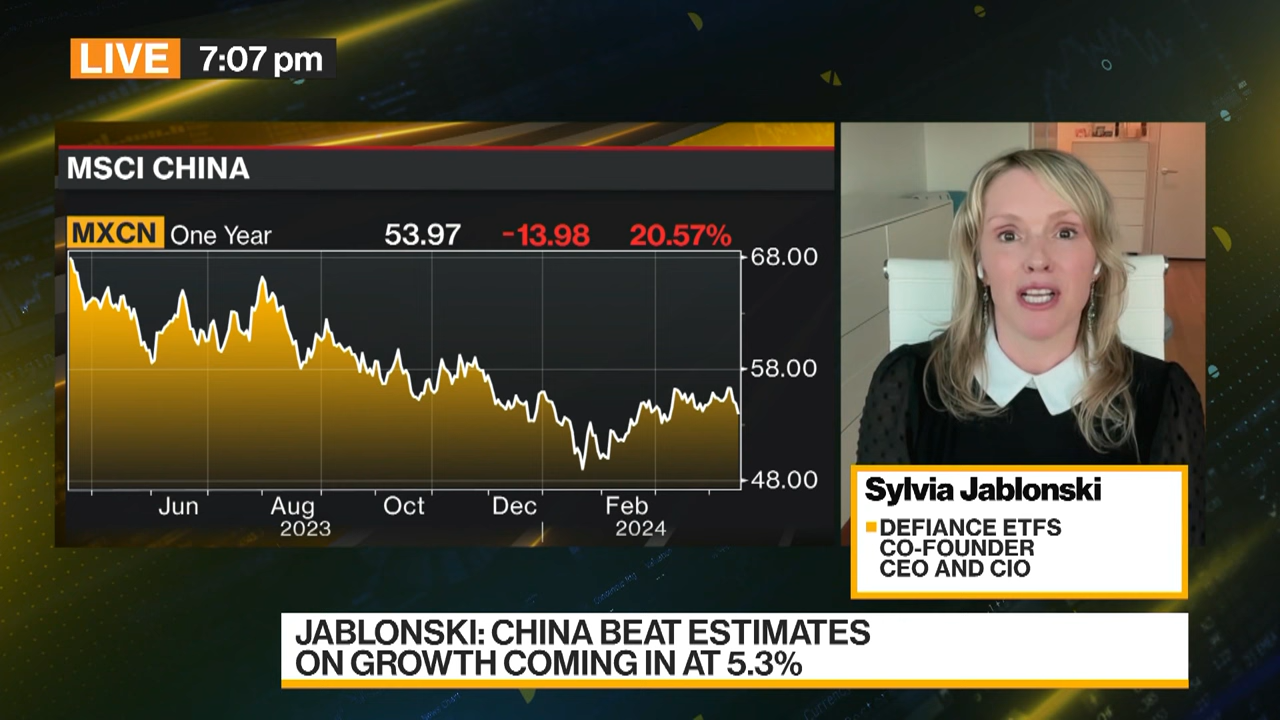 LIVE 7:07 pm
MSCI CHINA
MXCN One Year 53.97 -13.98 20.57%
68.00
58.00
48.00
Jun Aug Oct Dec Feb
2023 2024
Sylvia Jablonski
DEFIANCE ETFS
CO-FOUNDER
CEO AND CIO
JABLONSKI: CHINA BEAT ESTIMATES
ON GROWTH COMING IN AT 5.3%